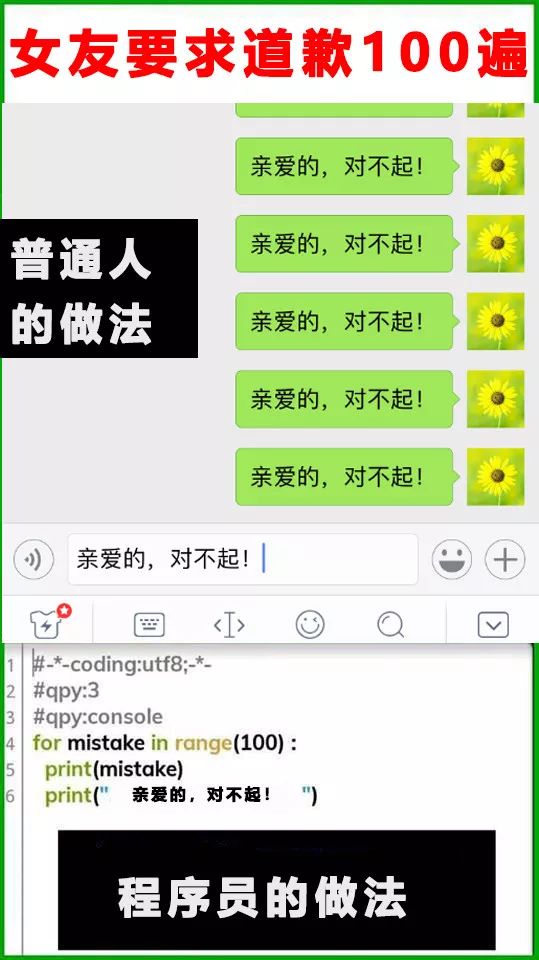 女友要求道歉100遍
亲爱的，对不起！
普通人
的做法
亲爱的，对不起！
亲爱的，对不起！
亲爱的，对不起！
亲爱的，对不起！
亲爱的，对不起！
1 #-*-coding:utf8;-*-
2 #qpy:3
3 #qpy:console
4 for mistake in range(100) :
5 print(mistake)
6 print(" 亲爱的，对不起！ ")
程序员的做法